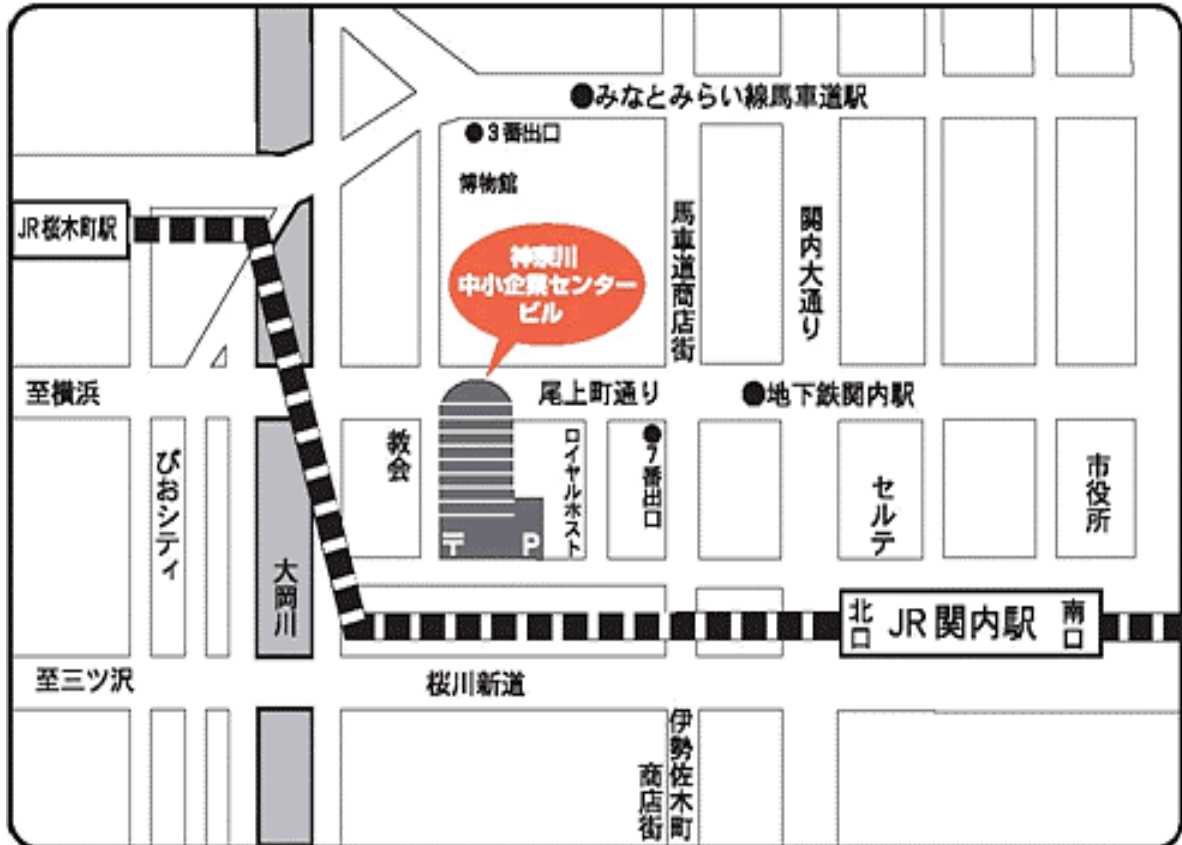 ●みなとみらい線馬車道駅
●3番出口
博物館
JR桜木町駅
馬車道商店街
関内大通り
神奈川
中小企業センター
ビル
至横浜
尾上町通り
●地下鉄関内駅
ぴおシティ
教会
ロイヤルホスト
●7番出口
セルテ
市役所
〒
P
大岡川
北口
JR関内駅
南口
至三ツ沢
桜川新道
伊勢佐木町
商店街